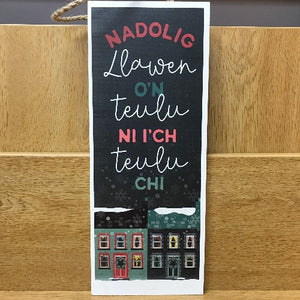 NADOLIG
Llawen
O'N
teulu
NI I'CH
teulu
CHI